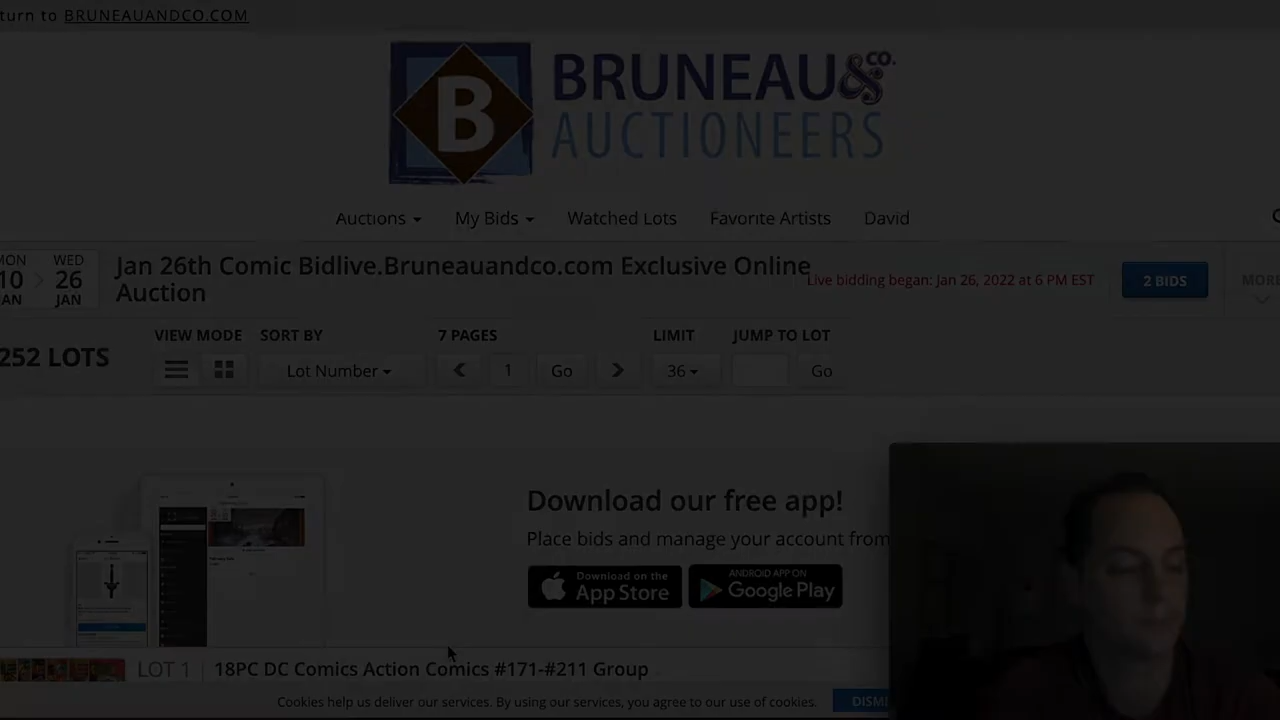 turn to BRUNEAUANDCO.COM
B
BRUNEAU & CO.
AUCTIONEERS
Auctions My Bids Watched Lots Favorite Artists David
MON WED
10 26
JAN JAN
Jan 26th Comic Bidlive.Bruneauandco.com Exclusive Online
Auction
Live bidding began: Jan 26, 2022 at 6 PM EST
2 BIDS
MORE
VIEW MODE SORT BY 7 PAGES LIMIT JUMP TO LOT
252 LOTS
Lot Number 1 Go 36 Go
Download our free app!
Place bids and manage your account from
Download on the
App Store
ANDROID APP ON
Google Play
LOT 1 18PC DC Comics Action Comics #171-#211 Group
Cookies help us deliver our services. By using our services, you agree to our use of cookies.
DISMI